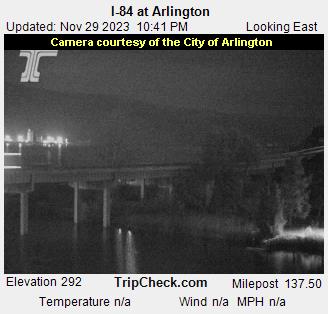 I-84 at Arlington
Updated: Nov 29 2023 10:41 PM Looking East
Camera courtesy of the City of Arlington
Elevation 292 TripCheck.com Milepost 137.50
Temperature n/a Wind n/a MPH n/a